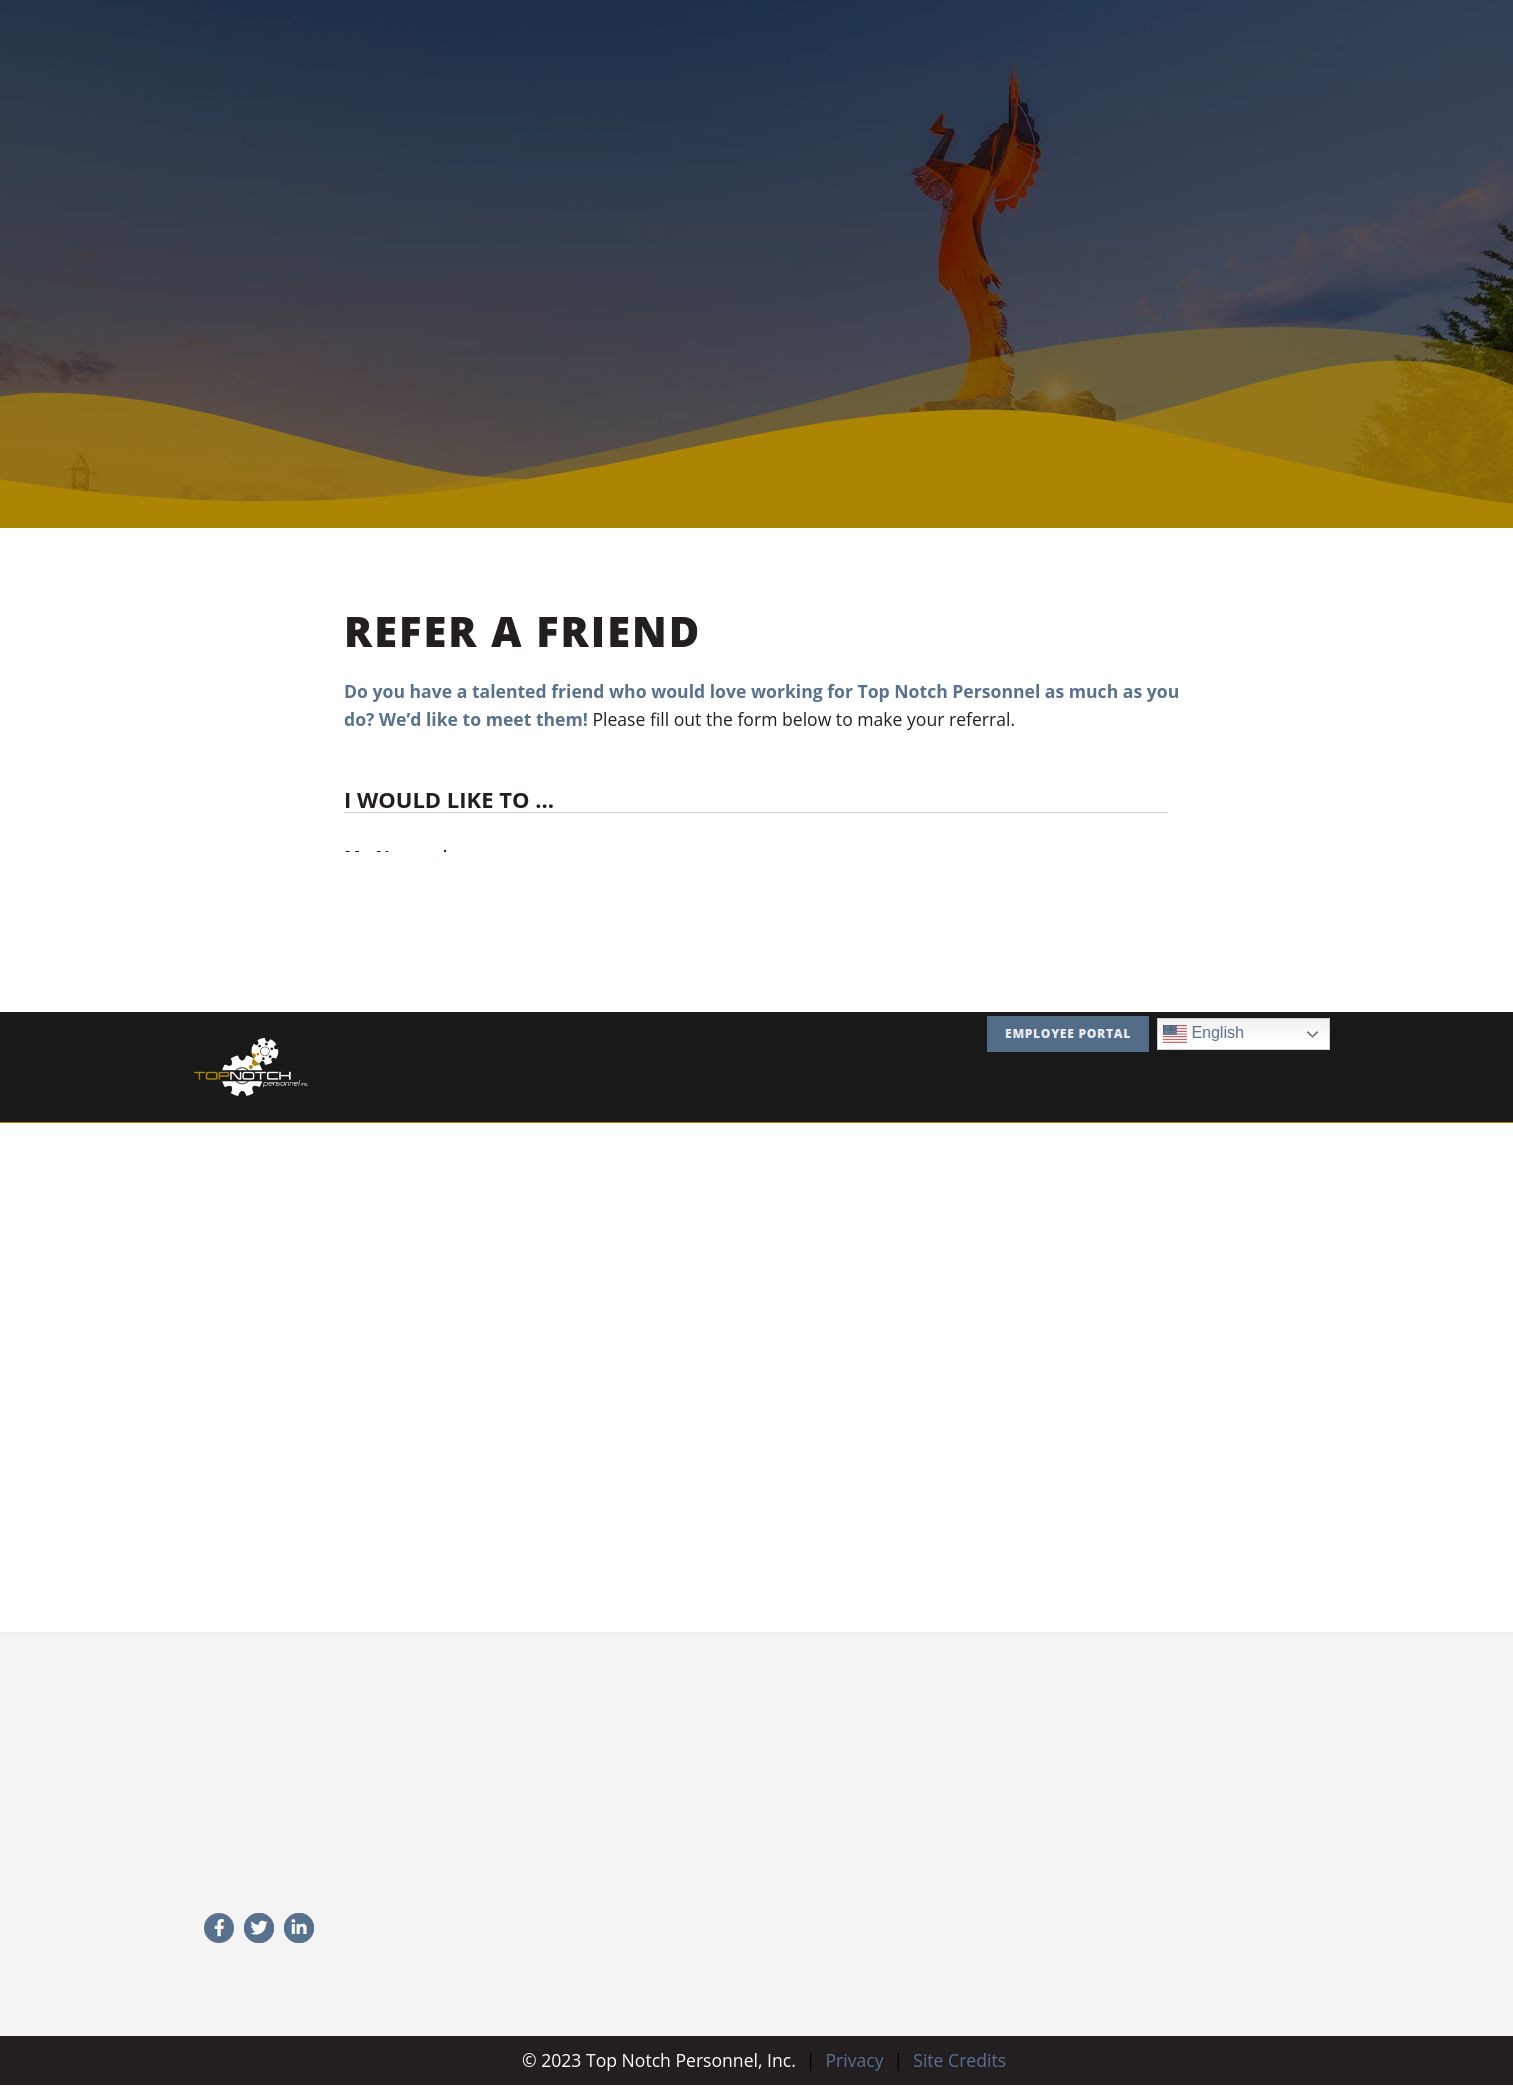 REFER A FRIEND
Do you have a talented friend who would love working for Top Notch Personnel as much as you
do? We’d like to meet them! Please fill out the form below to make your referral.
I WOULD LIKE TO ...
EMPLOYEE PORTAL
English
TOPNOTCH
personnel inc
© 2023 Top Notch Personnel, Inc. | Privacy | Site Credits